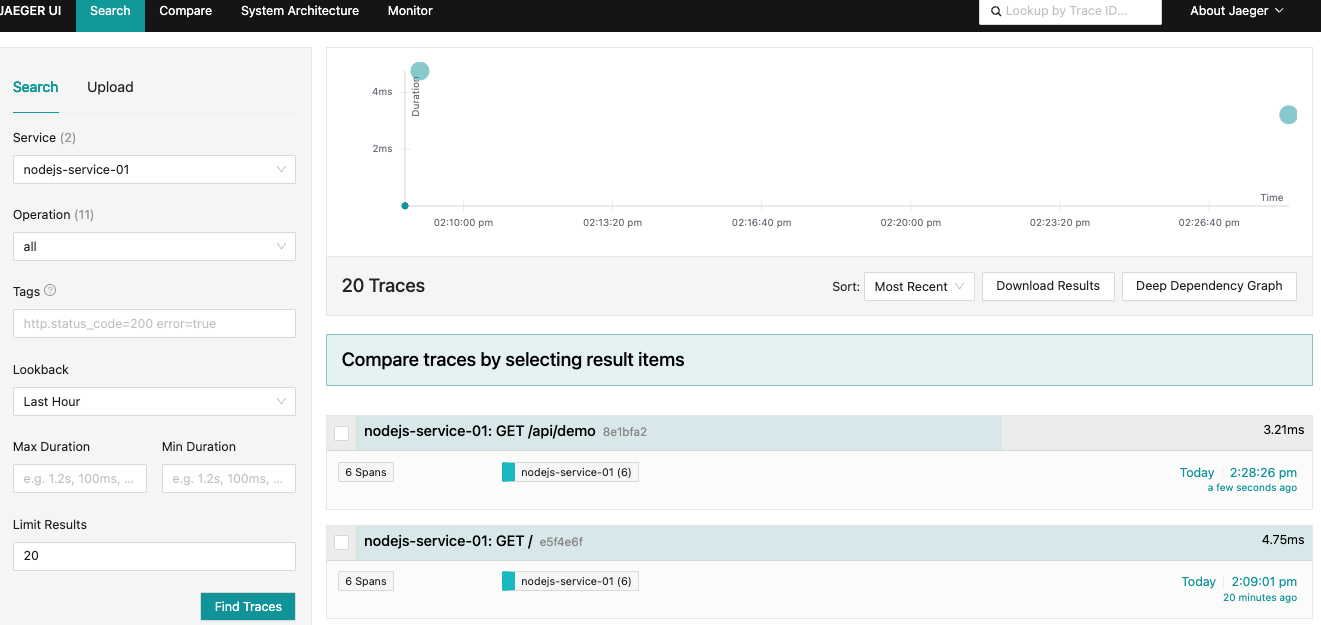 JAEGER UI Search Compare System Architecture Monitor Lookup by Trace ID... About Jaeger
Search Upload
Service (2)
nodejs-service-01
Operation (11)
all
Tags
http.status_code=200 error=true
Lookback
Last Hour
Max Duration Min Duration
e.g. 1.2s, 100ms, ... e.g. 1.2s, 100ms, ...
Limit Results
20
Find Traces
Duration
4ms
2ms
Time
02:10:00 pm 02:13:20 pm 02:16:40 pm 02:20:00 pm 02:23:20 pm 02:26:40 pm
20 Traces Sort: Most Recent Download Results Deep Dependency Graph
Compare traces by selecting result items
nodejs-service-01: GET /api/demo 8e1bfa2 3.21ms
6 Spans nodejs-service-01 (6) Today 2:28:26 pm
a few seconds ago
nodejs-service-01: GET / e5f4e6f 4.75ms
6 Spans nodejs-service-01 (6) Today 2:09:01 pm
20 minutes ago